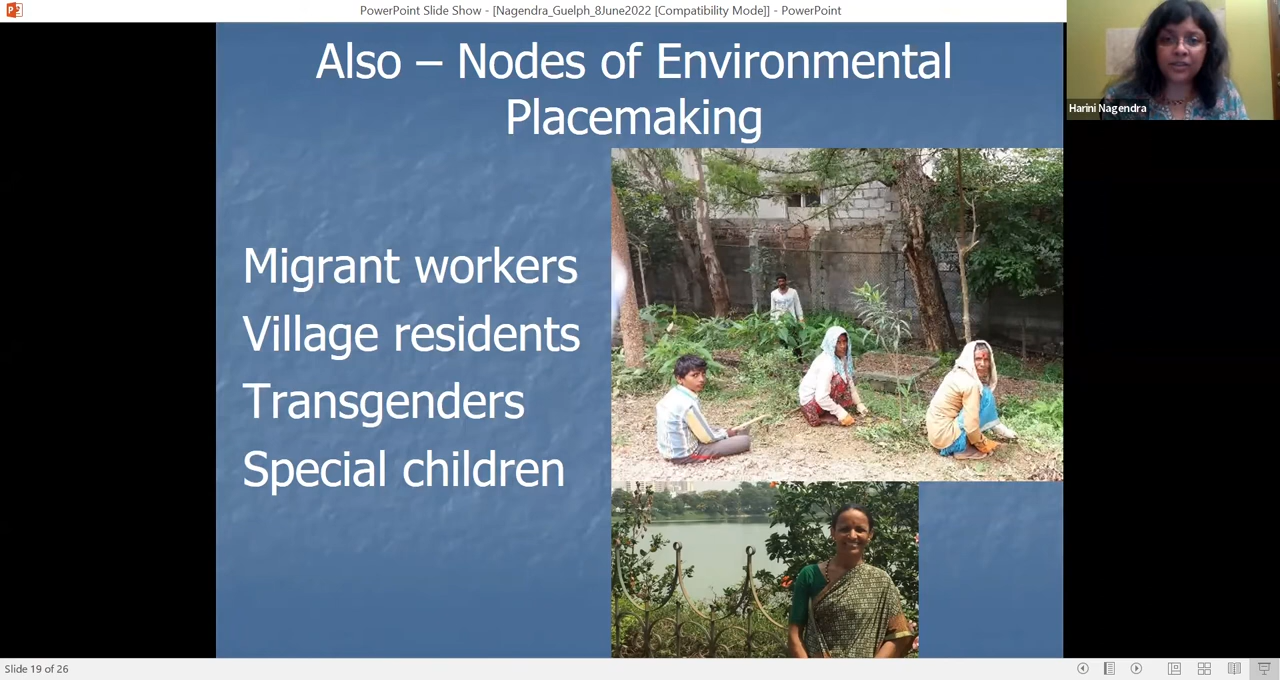 PowerPoint Slide Show - [Nagendra_Guelph_8June2022 [Compatibility Mode]] - PowerPoint
Also – Nodes of Environmental
Placemaking
Harini Nagendra
Migrant workers
Village residents
Transgenders
Special children
Slide 19 of 26